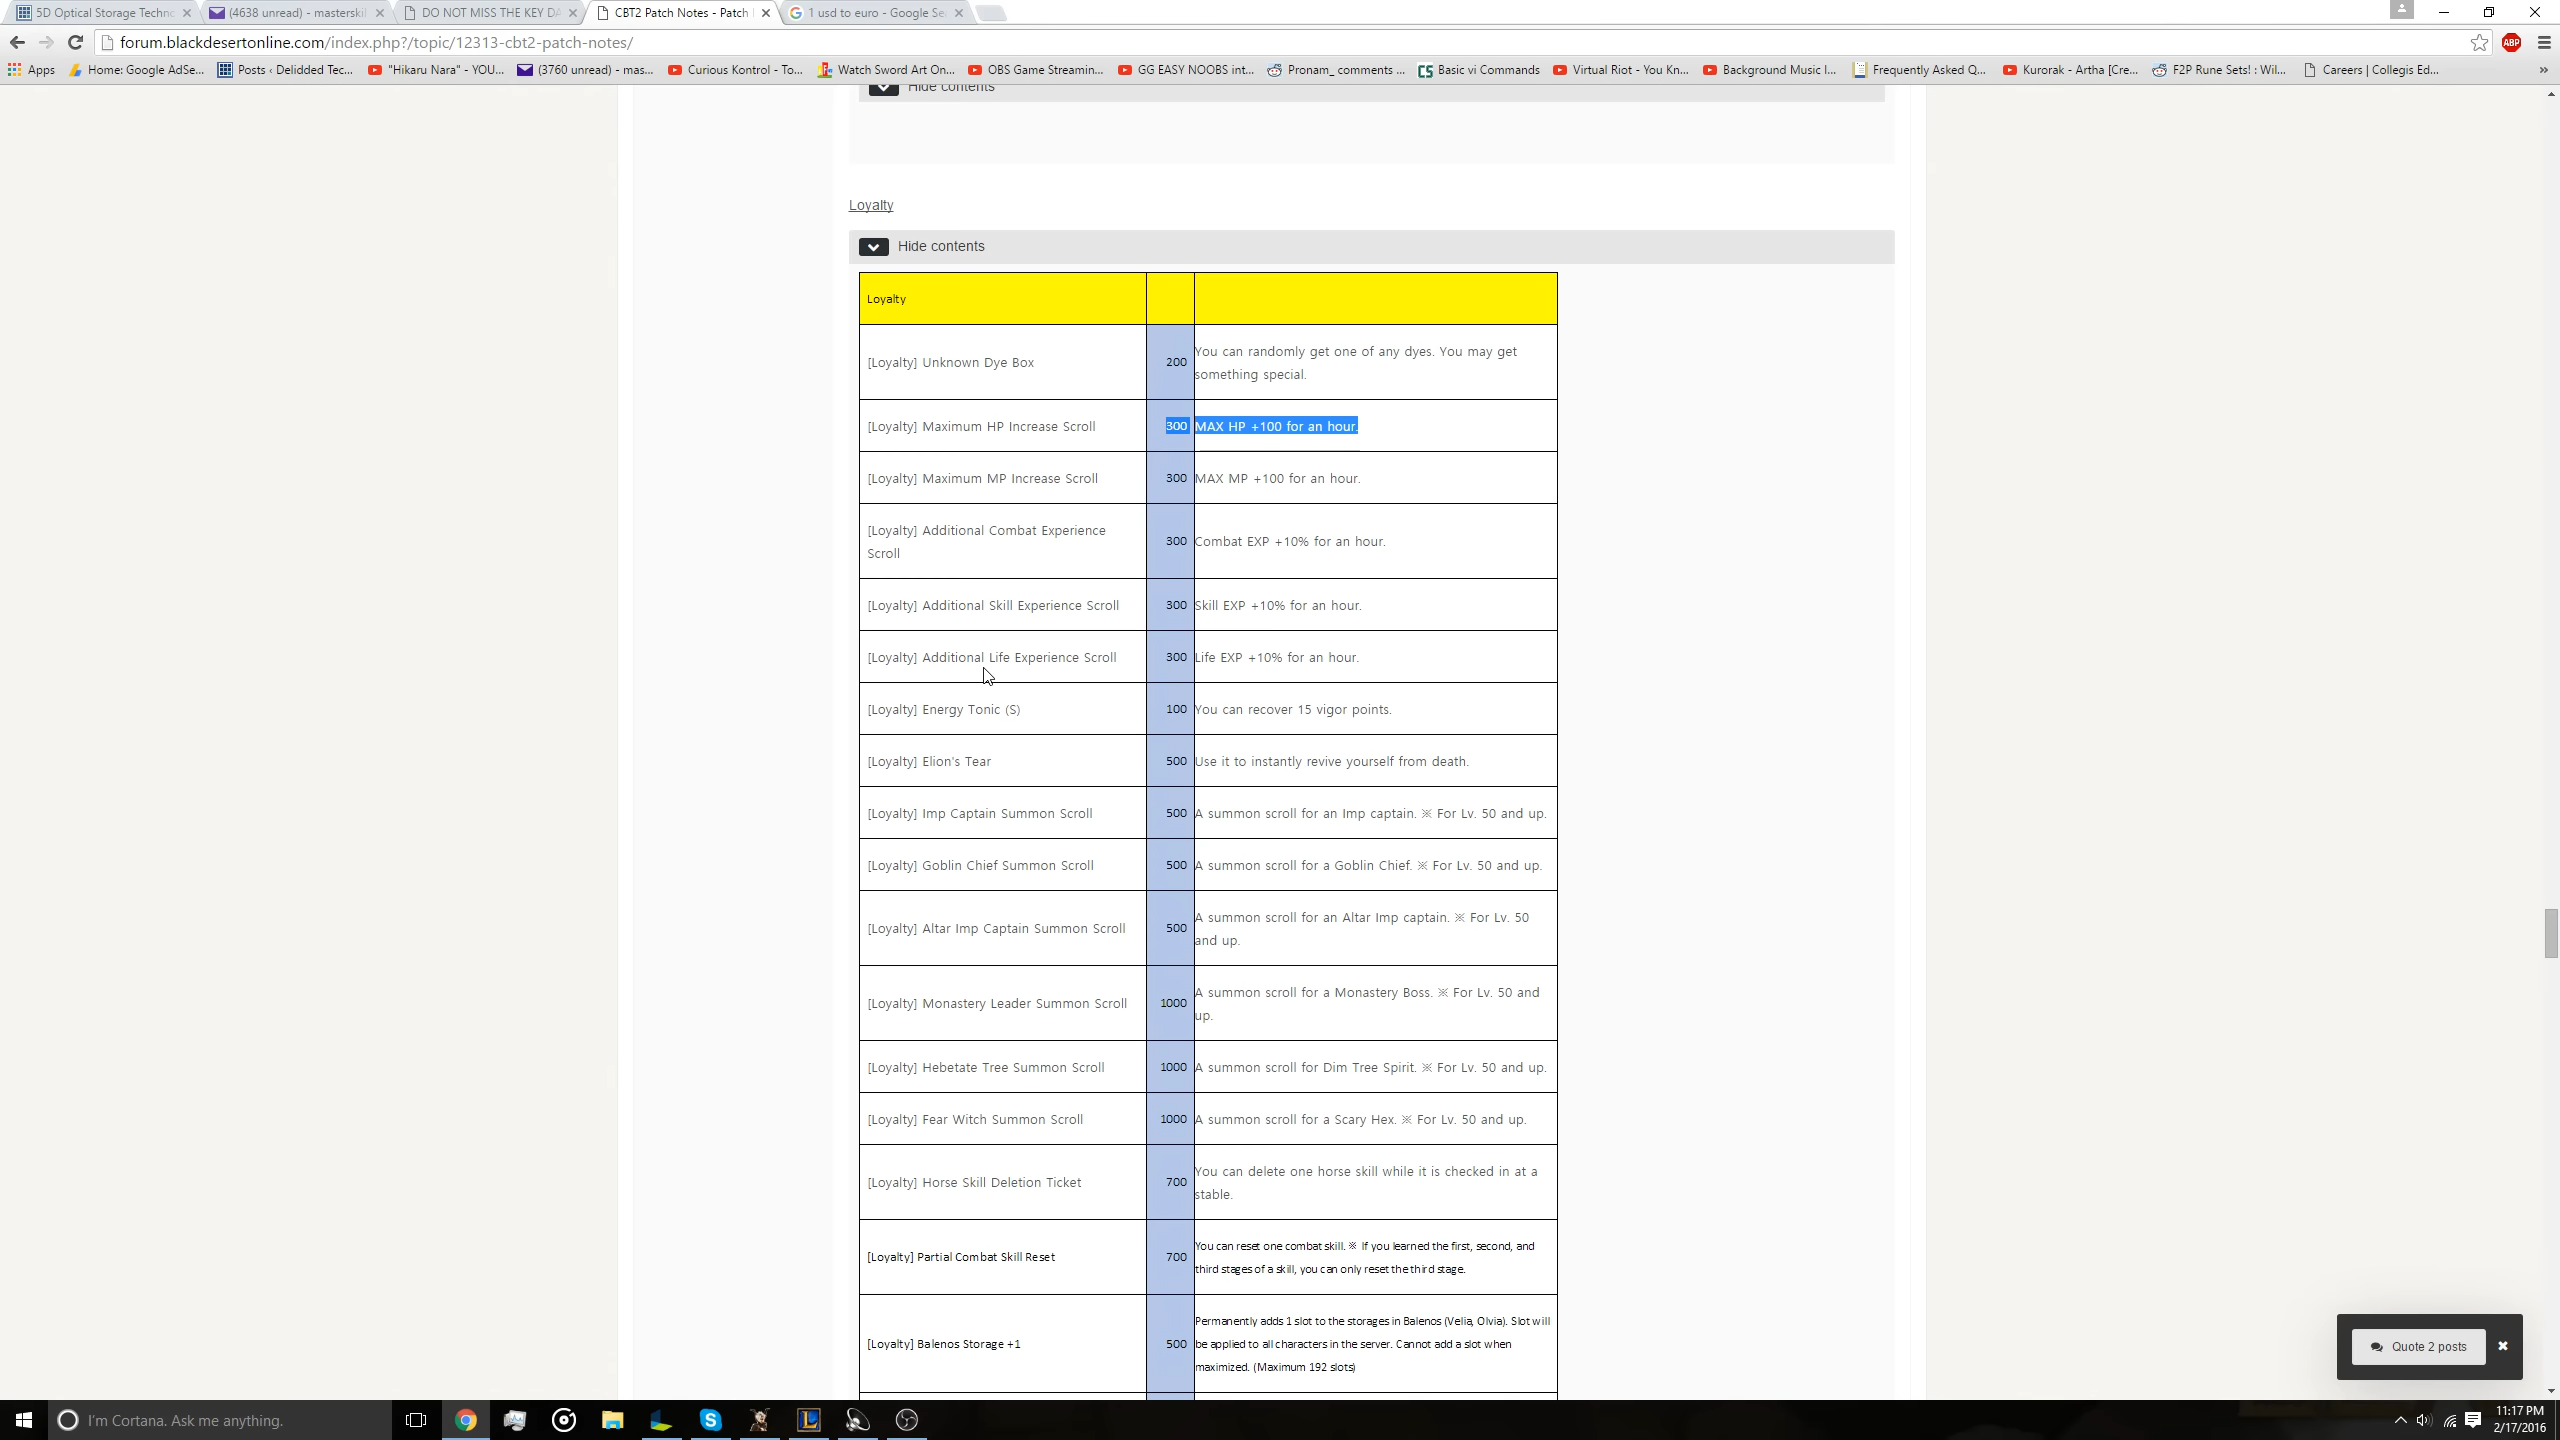 5D Optical Storage Techno
(4638 unread) - masterskil
DO NOT MISS THE KEY DA
CBT2 Patch Notes - Patch
1 usd to euro - Google Se
forum.blackdesertonline.com/index.php?/topic/12313-cbt2-patch-notes/
ABP
Apps
Home: Google AdSe...
Posts ‹ Delidded Tec...
"Hikaru Nara" - YOU...
(3760 unread) - mas...
Curious Kontrol - To...
Watch Sword Art On...
OBS Game Streamin...
GG EASY NOOBS int...
Pronam_ comments ...
CS Basic vi Commands
Virtual Riot - You Kn...
Background Music I...
Frequently Asked Q...
Kurorak - Artha [Cre...
F2P Rune Sets! : Wil...
Careers | Collegis Ed...
Hide contents
Loyalty
Hide contents
Loyalty
[Loyalty] Unknown Dye Box
200
You can randomly get one of any dyes. You may get
something special.
[Loyalty] Maximum HP Increase Scroll
300
MAX HP +100 for an hour.
[Loyalty] Maximum MP Increase Scroll
300
MAX MP +100 for an hour.
[Loyalty] Additional Combat Experience
Scroll
300
Combat EXP +10% for an hour.
[Loyalty] Additional Skill Experience Scroll
300
Skill EXP +10% for an hour.
[Loyalty] Additional Life Experience Scroll
300
Life EXP +10% for an hour.
[Loyalty] Energy Tonic (S)
100
You can recover 15 vigor points.
[Loyalty] Elion's Tear
500
Use it to instantly revive yourself from death.
[Loyalty] Imp Captain Summon Scroll
500
A summon scroll for an Imp captain. ※ For Lv. 50 and up.
[Loyalty] Goblin Chief Summon Scroll
500
A summon scroll for a Goblin Chief. ※ For Lv. 50 and up.
[Loyalty] Altar Imp Captain Summon Scroll
500
A summon scroll for an Altar Imp captain. ※ For Lv. 50
and up.
[Loyalty] Monastery Leader Summon Scroll
1000
A summon scroll for a Monastery Boss. ※ For Lv. 50 and
up.
[Loyalty] Hebetate Tree Summon Scroll
1000
A summon scroll for Dim Tree Spirit. ※ For Lv. 50 and up.
[Loyalty] Fear Witch Summon Scroll
1000
A summon scroll for a Scary Hex. ※ For Lv. 50 and up.
[Loyalty] Horse Skill Deletion Ticket
700
You can delete one horse skill while it is checked in at a
stable.
[Loyalty] Partial Combat Skill Reset
700
You can reset one combat skill. ※ If you learned the first, second, and
third stages of a skill, you can only reset the third stage.
[Loyalty] Balenos Storage +1
500
Permanently adds 1 slot to the storages in Balenos (Velia, Olvia). Slot will
be applied to all characters in the server. Cannot add a slot when
maximized. (Maximum 192 slots)
Quote 2 posts
I'm Cortana. Ask me anything.
11:17 PM
2/17/2016